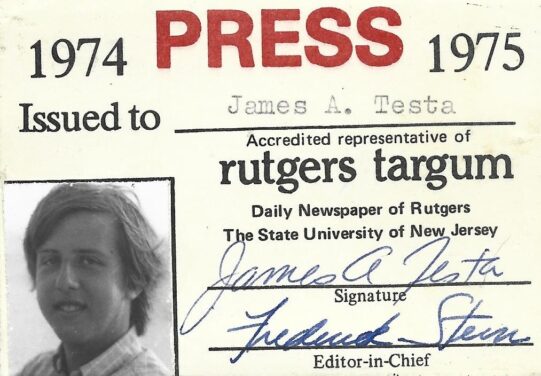 1974 PRESS 1975
Issued to James A. Testa
Accredited representative of
rutgers targum
Daily Newspaper of Rutgers
The State University of New Jersey
James A Testa
Signature
Frederick Stein
Editor-in-Chief